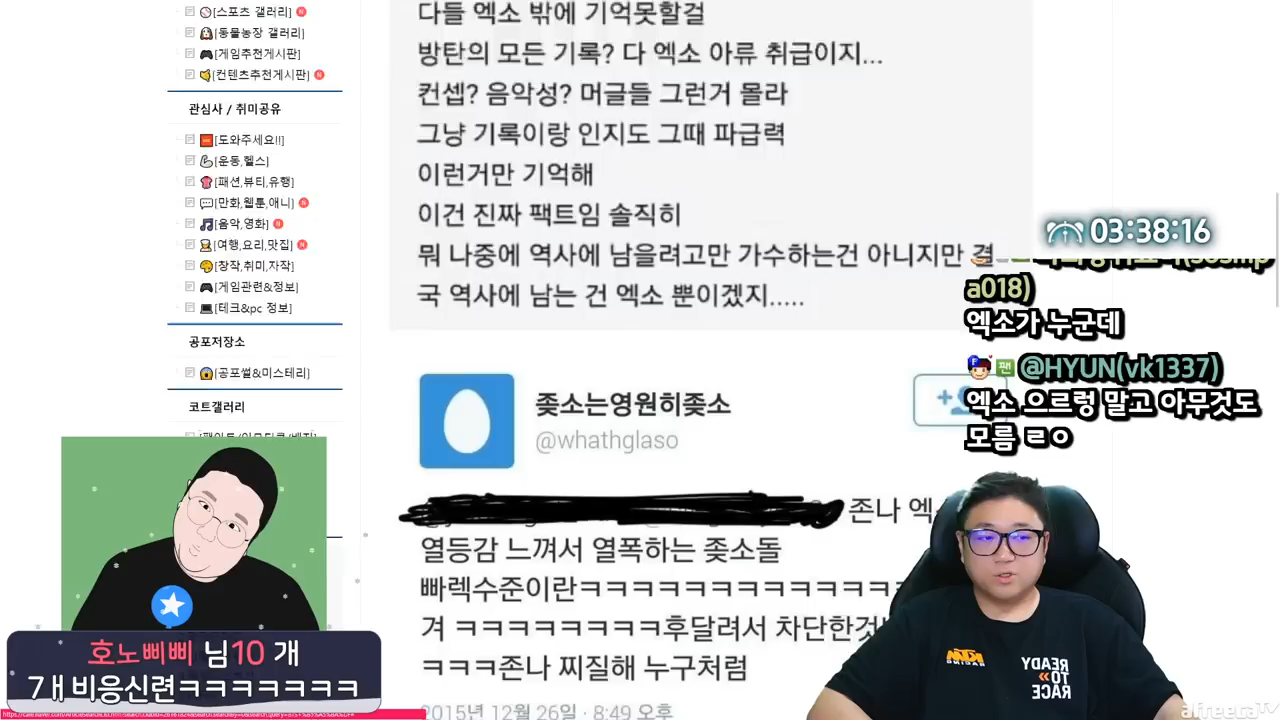 [스포츠 갤러리]
[동물농장 갤러리]
[게임추천게시판]
[컨텐츠추천게시판]
관심사 / 취미공유
[도와주세요!!]
[운동,헬스]
[패션,뷰티,유행]
[만화,웹툰,애니]
[음악,영화]
[여행,요리,맛집]
[창작,취미,자작]
[게임관련&정보]
[테크&pc 정보]
공포저장소
[공포썰&미스테리]
코트갤러리
다들 엑소 밖에 기억못할걸
방탄의 모든 기록? 다 엑소 아류 취급이지...
컨셉? 음악성? 머글들 그런거 몰라
그냥 기록이랑 인지도 그때 파급력
이런거만 기억해
이건 진짜 팩트임 솔직히
뭐 나중에 역사에 남을려고만 가수하는건 아니지만 결
국 역사에 남는 건 엑소 뿐이겠지.....
좆소는영원히좆소
@whathglaso
존나 엑
열등감 느껴서 열폭하는 좆소돌
빠렉수준이란ㅋㅋㅋㅋㅋㅋㅋㅋㅋㅋㅋㅋ
겨 ㅋㅋㅋㅋㅋㅋㅋㅋ후달려서 차단한것
ㅋㅋㅋ존나 찌질해 누구처럼
2015년 12월 26일 · 8:49 오후
03:38:16
a018)
엑소가 누군데
팬 @HYUN(vk1337)
엑소 으르렁 말고 아무것도
모름 ㄹㅇ
호노삐삐 님10 개
7개 비응신련ㅋㅋㅋㅋㅋㅋㅋ
KTM
RACING
READY
TO
RACE
afreecaTV